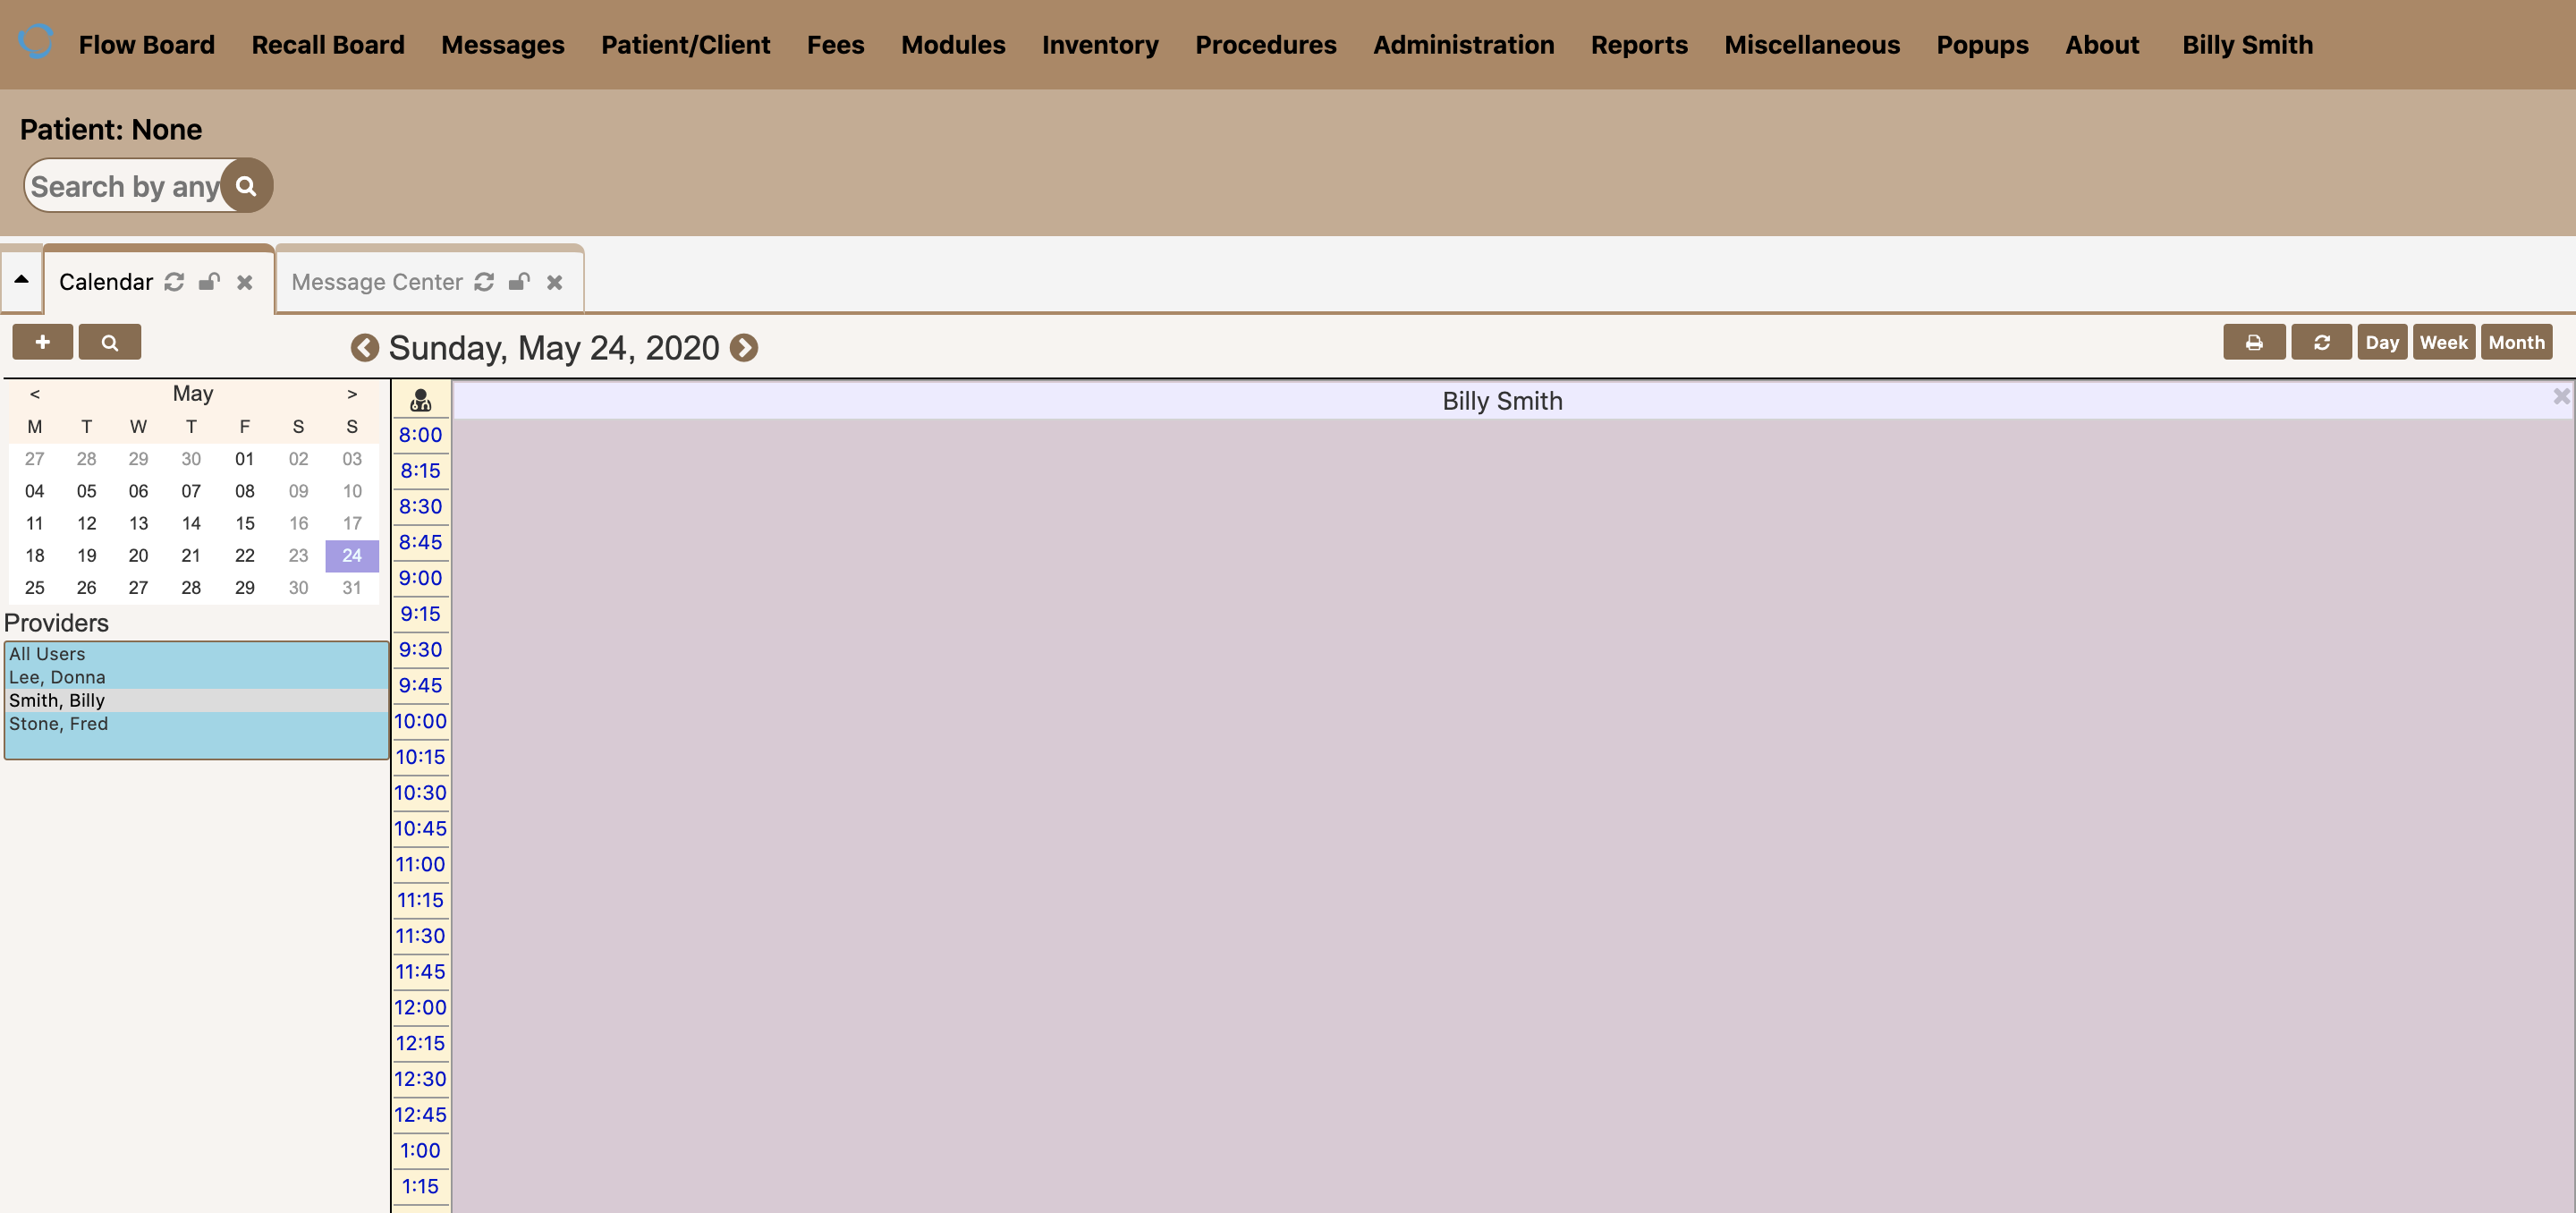 Flow Board Recall Board Messages Patient/Client Fees Modules Inventory Procedures Administration Reports Miscellaneous Popups About Billy Smith
Patient: None
Search by any
Calendar Message Center
Sunday, May 24, 2020
Day Week Month
< May >
M T W T F S S
27 28 29 30 01 02 03
04 05 06 07 08 09 10
11 12 13 14 15 16 17
18 19 20 21 22 23 24
25 26 27 28 29 30 31
Providers
All Users
Lee, Donna
Smith, Billy
Stone, Fred
Billy Smith
8:00
8:15
8:30
8:45
9:00
9:15
9:30
9:45
10:00
10:15
10:30
10:45
11:00
11:15
11:30
11:45
12:00
12:15
12:30
12:45
1:00
1:15